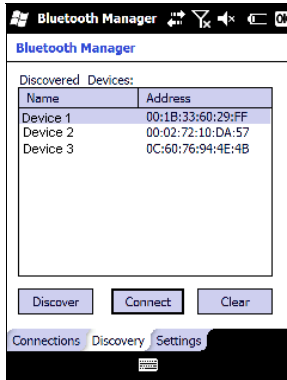 Bluetooth Manager
Bluetooth Manager
Discovered Devices:
Name Address
Device 1 00:1B:33:60:29:FF
Device 2 00:02:72:10:DA:57
Device 3 0C:60:76:94:4E:4B
Discover Connect Clear
Connections Discovery Settings